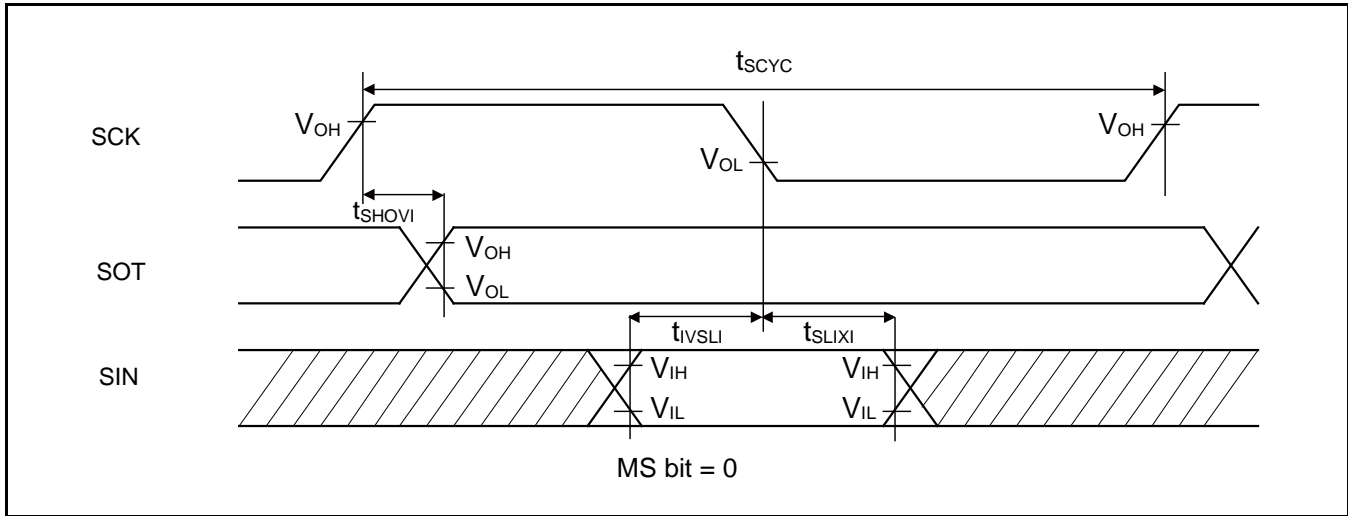 tSCYC
SCK
VOH
VOL
VOH
tSHOVI
SOT
VOH
VOL
tIVSLI
tSLIXI
SIN
VIH
VIH
VIL
VIL
MS bit = 0